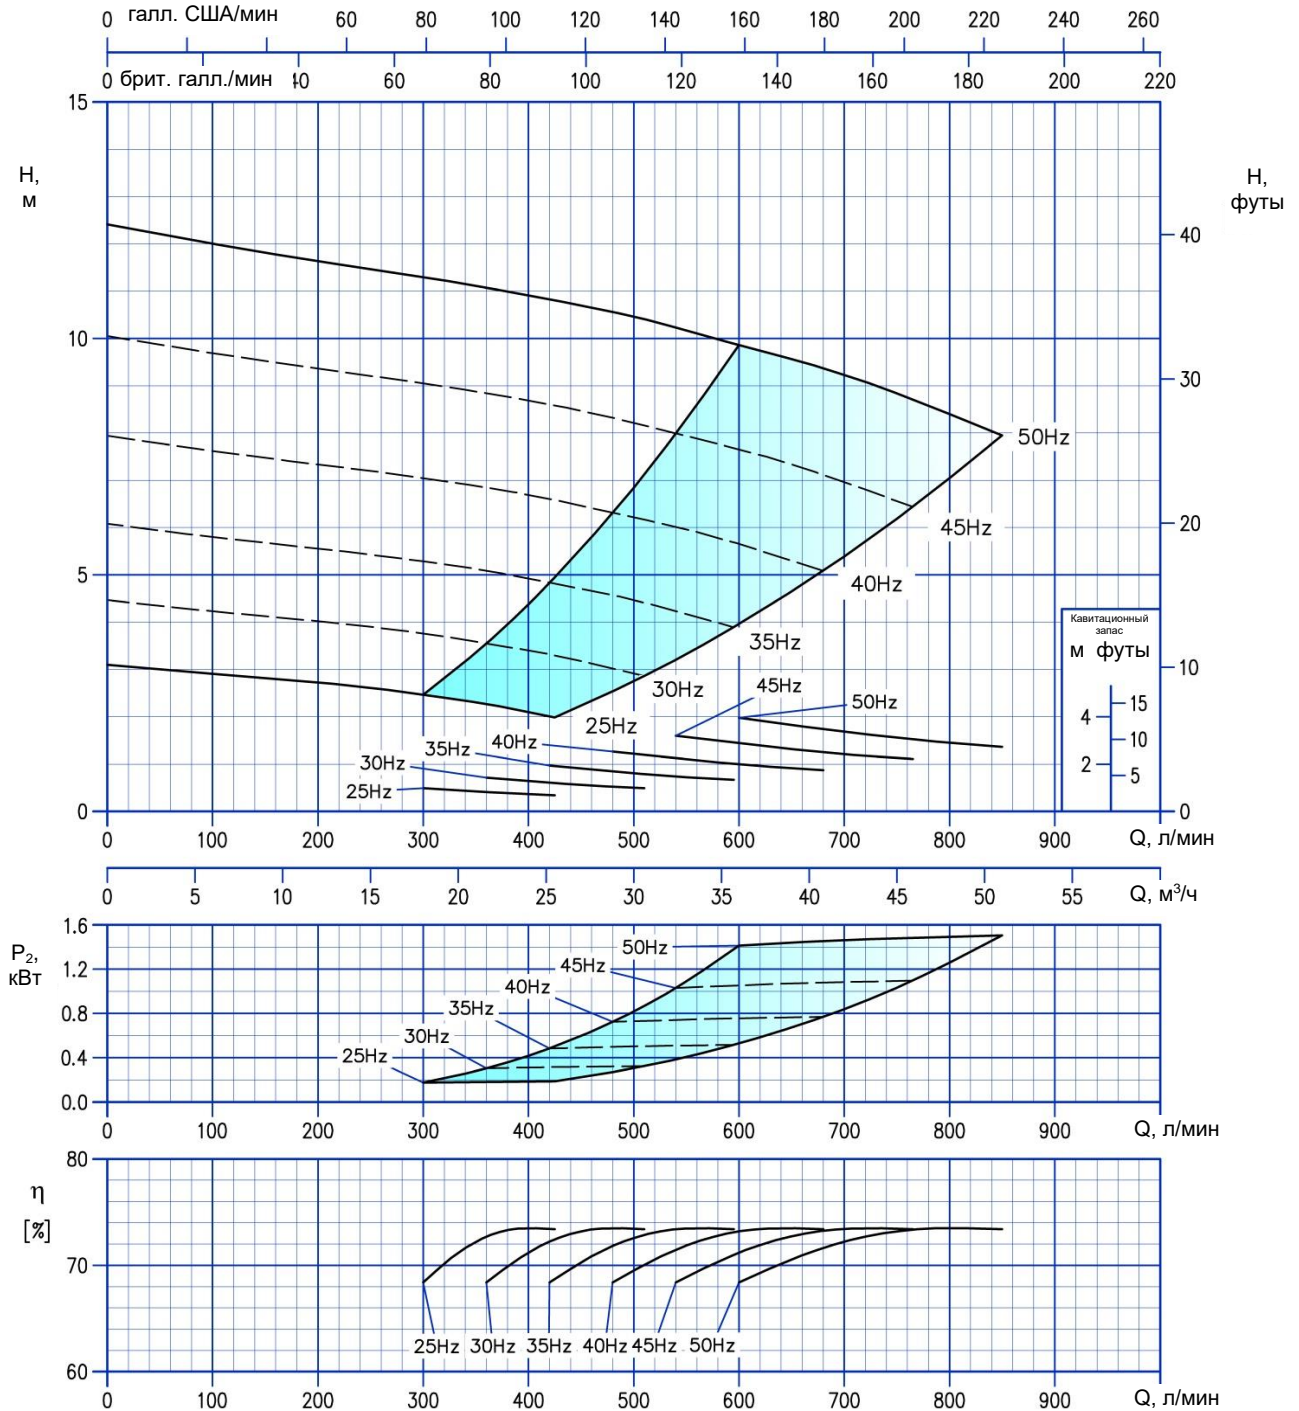 0 галл. США/мин 60 80 100 120 140 160 180 200 220 240 260
0 брит. галл./мин 40 60 80 100 120 140 160 180 200 220
15
H,
м
H,
футы
40
10
30
50Hz
20
45Hz
5
40Hz
Кавитационный
запас
35Hz
м футы
10
30Hz
45Hz
50Hz
15
4
25Hz
40Hz
10
35Hz
30Hz
2
5
25Hz
0
0
0 100 200 300 400 500 600 700 800 900 Q, л/мин
0 5 10 15 20 25 30 35 40 45 50 55 Q, м³/ч
1.6
P₂,
кВт
50Hz
1.2
45Hz
40Hz
0.8
35Hz
30Hz
0.4
25Hz
0.0
0 100 200 300 400 500 600 700 800 900 Q, л/мин
80
η
[%]
70
25Hz 30Hz 35Hz 40Hz 45Hz 50Hz
60
0 100 200 300 400 500 600 700 800 900 Q, л/мин